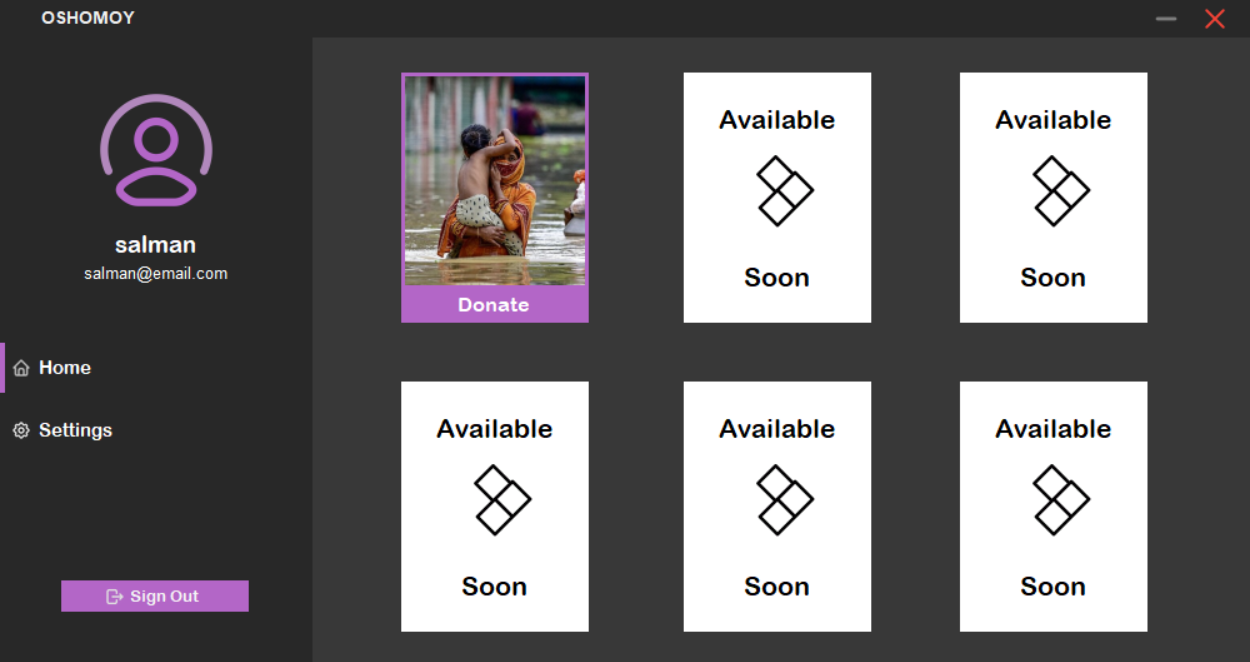 OSHOMOY
salman
salman@email.com
Home
Settings
Sign Out
Donate
Available
Soon
Available
Soon
Available
Soon
Available
Soon
Available
Soon